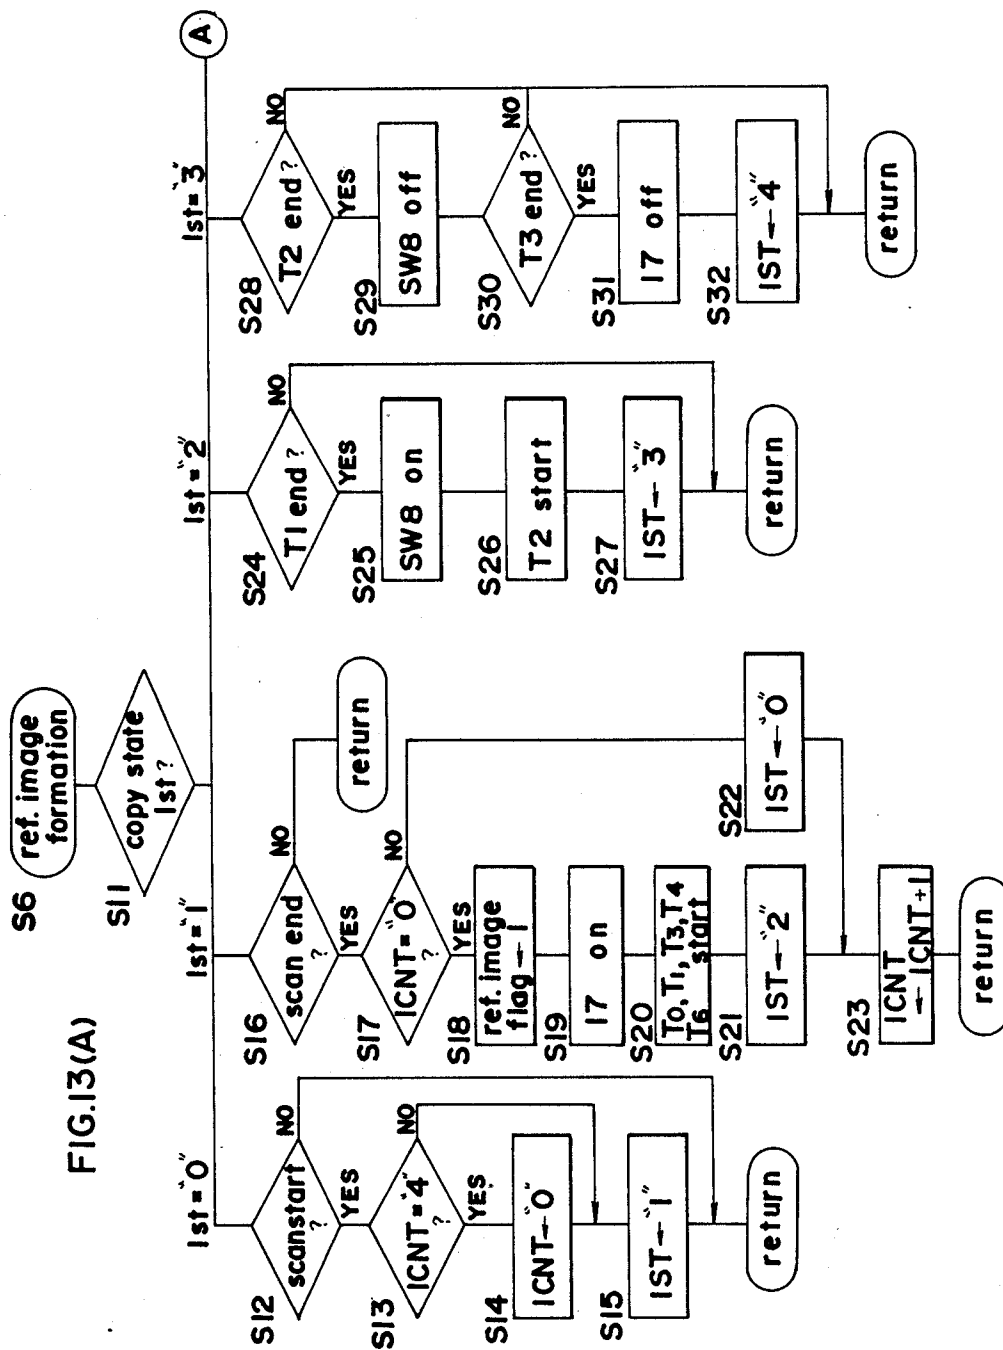 FIG.13(A)
S6
ref. image
formation
S11
copy state
Ist?
Ist="0"
S12
scanstart
?
NO
YES
S13
ICNT="4"
?
NO
YES
S14
ICNT←"0"
S15
IST←"1"
return
Ist="1"
S16
scan end
?
NO
return
YES
S17
ICNT="0"
?
NO
YES
S18
ref. image
flag←1
S19
17 on
S20
T0, T1, T3, T4
T6 start
S21
IST←"2"
S22
IST←"0"
S23
ICNT
←ICNT+1
return
Ist="2"
S24
T1 end?
NO
YES
S25
SW8 on
S26
T2 start
S27
IST←"3"
return
Ist="3"
S28
T2 end?
NO
YES
S29
SW8 off
S30
T3 end?
NO
YES
S31
17 off
S32
IST←"4"
return
A